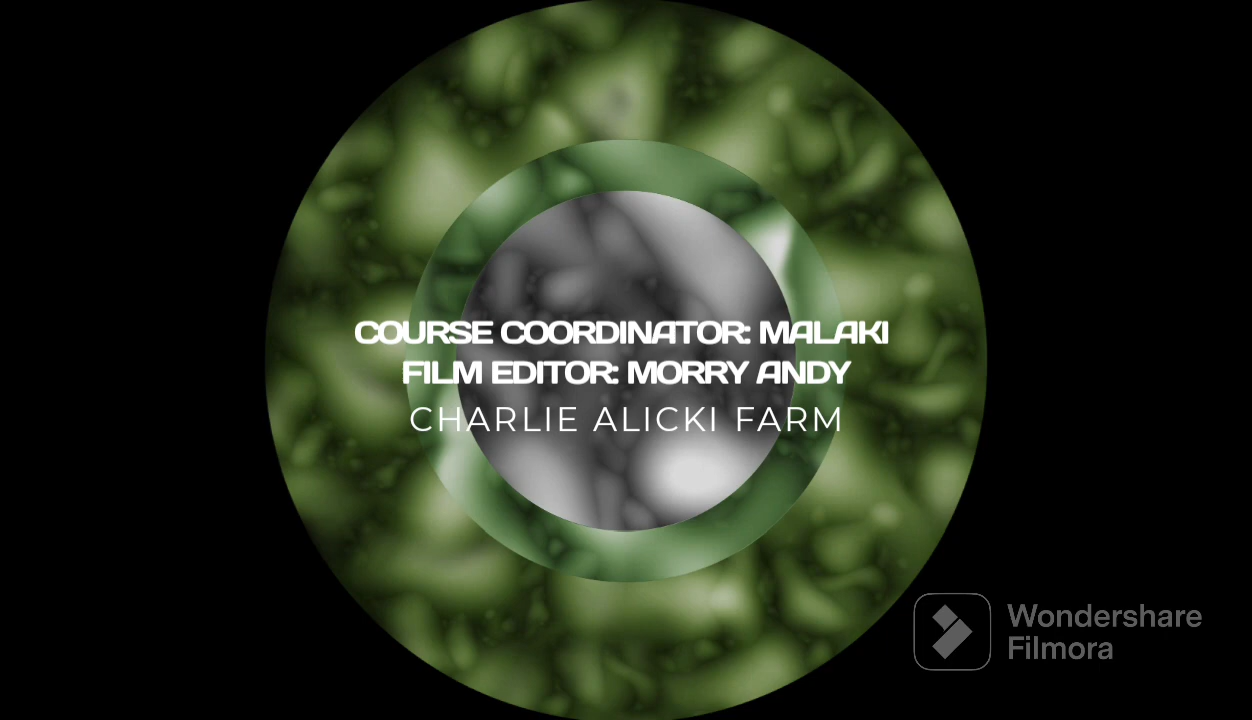 COURSE COORDINATOR: MALAKI
FILM EDITOR: MORRY ANDY
CHARLIE ALICKI FARM
Wondershare
Filmora